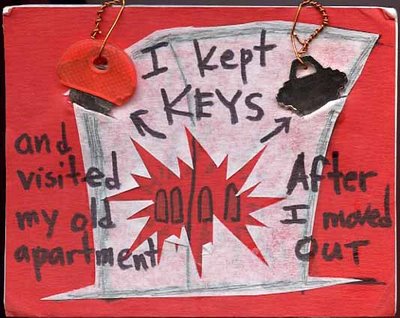 I kept
KEYS
and
visited
my old
apartment
After
I moved
OUT